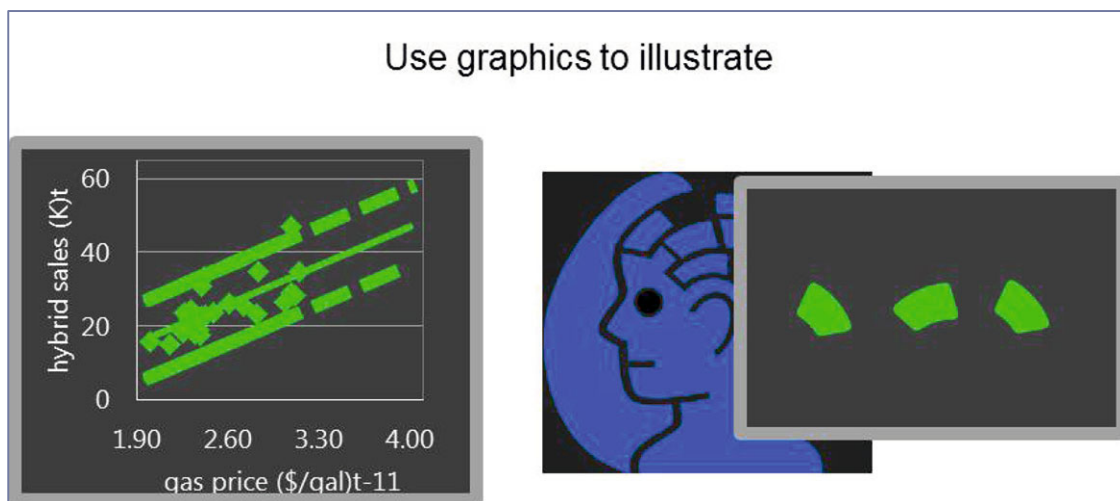 Use graphics to illustrate
hybrid sales (K)t
60
40
20
0
1.90 2.60 3.30 4.00
gas price ($/gal)t-11